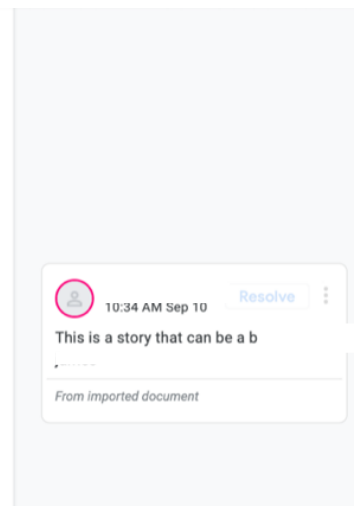 Resolve
10:34 AM Sep 10
This is a story that can be a b
From imported document